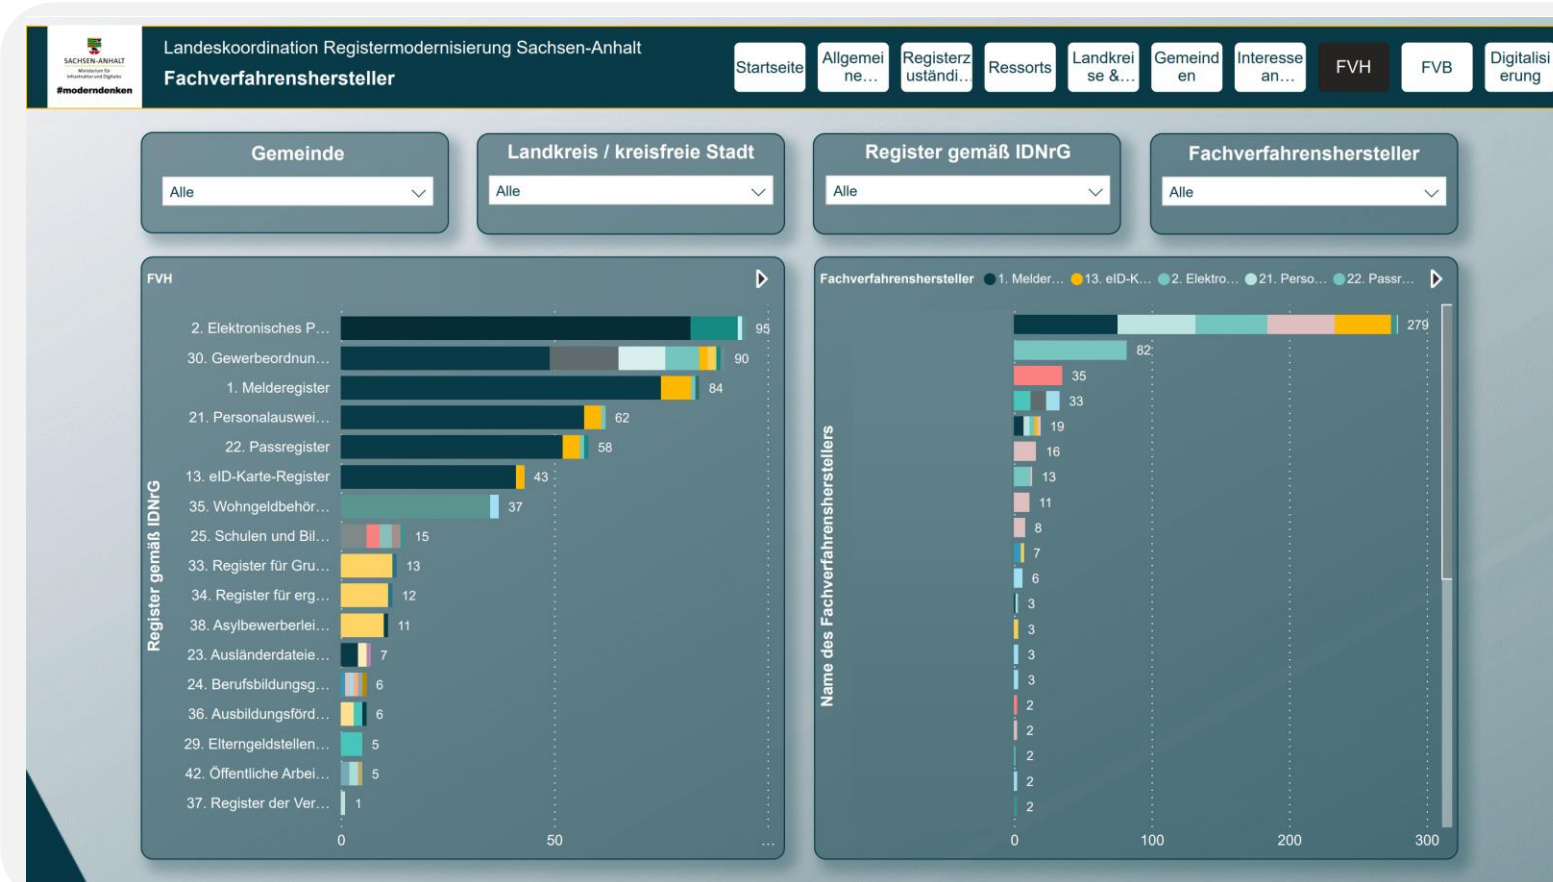 SACHSEN-ANHALT
Ministerium für
Infrastruktur und Digitales
#moderndenken
Landeskoordination Registermodernisierung Sachsen-Anhalt
Fachverfahrenshersteller
Startseite
Allgemei
ne…
Registerz
uständi…
Ressorts
Landkrei
se &…
Gemeind
en
Interesse
an…
FVH
FVB
Digitalisi
erung
Gemeinde
Alle
Landkreis / kreisfreie Stadt
Alle
Register gemäß IDNrG
Alle
Fachverfahrenshersteller
Alle
FVH
Register gemäß IDNrG
2. Elektronisches P… 95
30. Gewerbeordnun… 90
1. Melderegister 84
21. Personalauswei… 62
22. Passregister 58
13. eID-Karte-Register 43
35. Wohngeldbehör… 37
25. Schulen und Bil… 15
33. Register für Gru… 13
34. Register für erg… 12
38. Asylbewerberlei… 11
23. Ausländerdateie… 7
24. Berufsbildungsg… 6
36. Ausbildungsförd… 6
29. Elterngeldstellen… 5
42. Öffentliche Arbei… 5
37. Register der Ver… 1
0 50 …
Fachverfahrenshersteller 1. Melder… 13. eID-K… 2. Elektro… 21. Perso… 22. Passr…
Name des Fachverfahrensherstellers
279
82
35
33
19
16
13
11
8
7
6
3
3
3
3
2
2
2
2
2
0 100 200 300